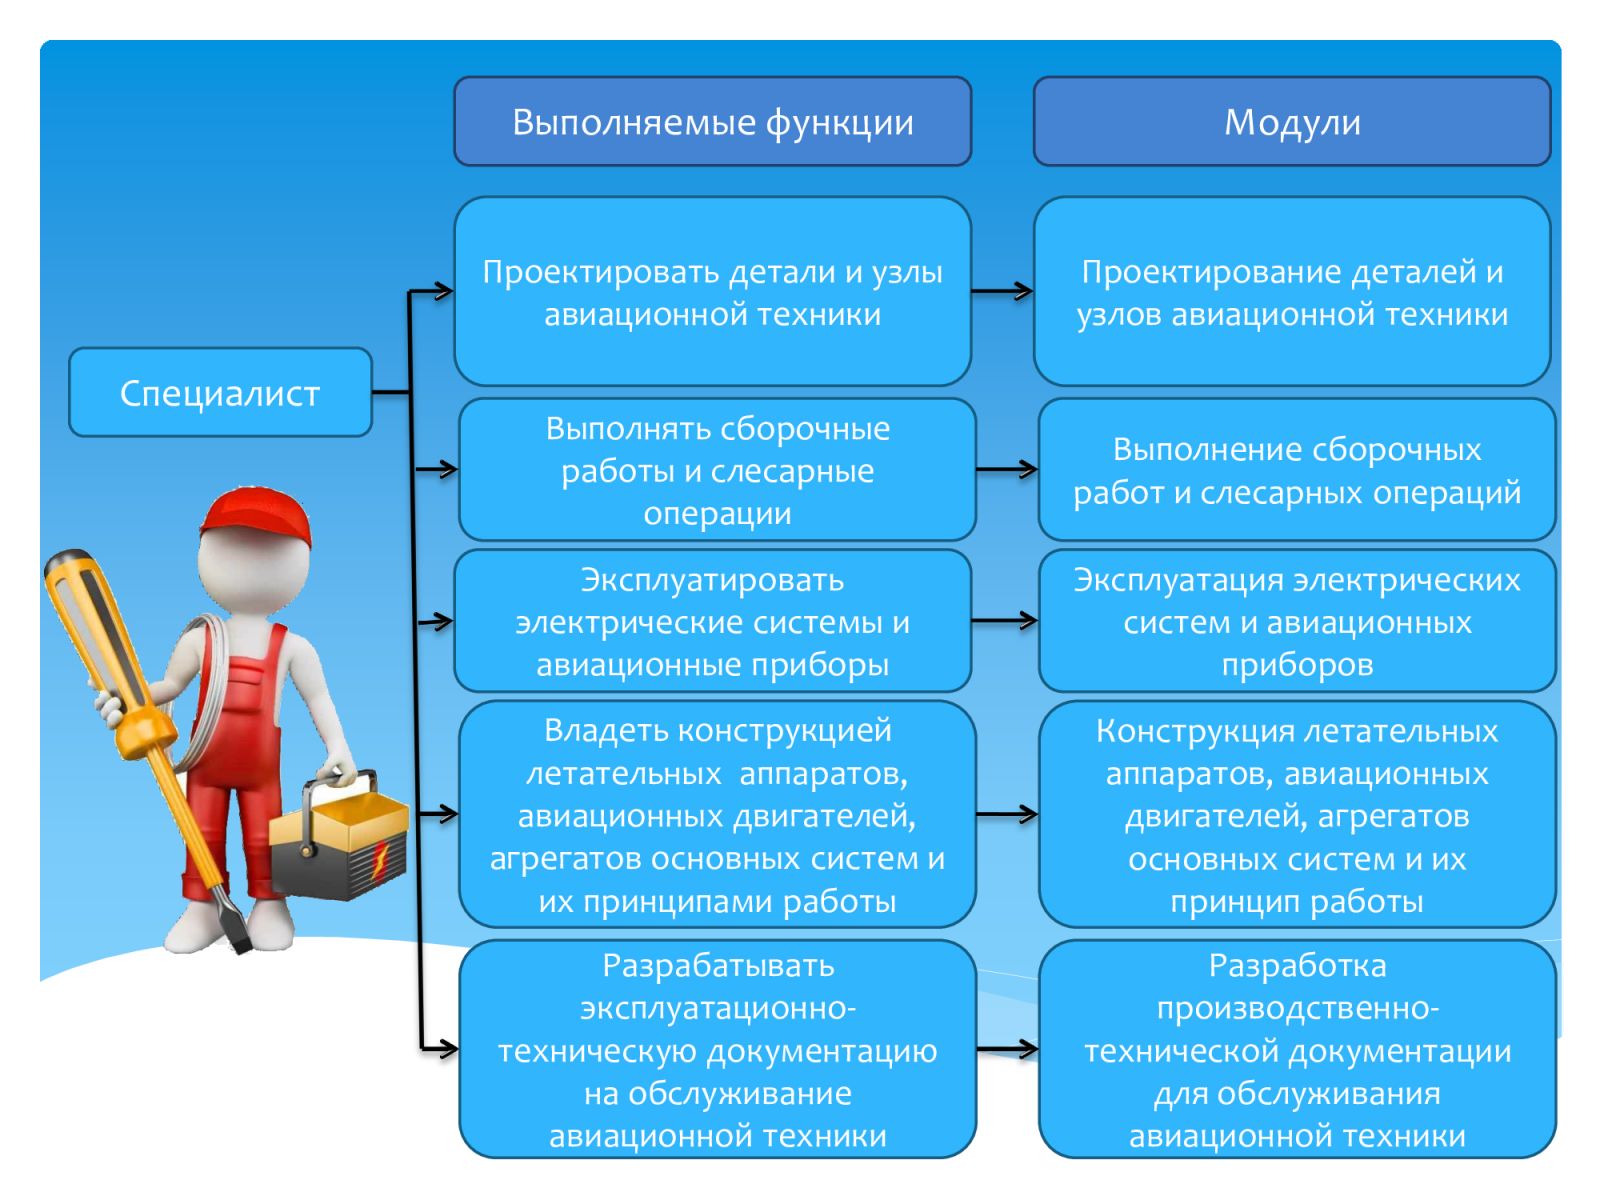 Выполняемые функции
Модули
Специалист
Проектировать детали и узлы
авиационной техники
Проектирование деталей и
узлов авиационной техники
Выполнять сборочные
работы и слесарные
операции
Выполнение сборочных
работ и слесарных операций
Эксплуатировать
электрические системы и
авиационные приборы
Эксплуатация электрических
систем и авиационных
приборов
Владеть конструкцией
летательных аппаратов,
авиационных двигателей,
агрегатов основных систем и
их принципами работы
Конструкция летательных
аппаратов, авиационных
двигателей, агрегатов
основных систем и их
принцип работы
Разрабатывать
эксплуатационно-
техническую документацию
на обслуживание
авиационной техники
Разработка
производственно-
технической документации
для обслуживания
авиационной техники